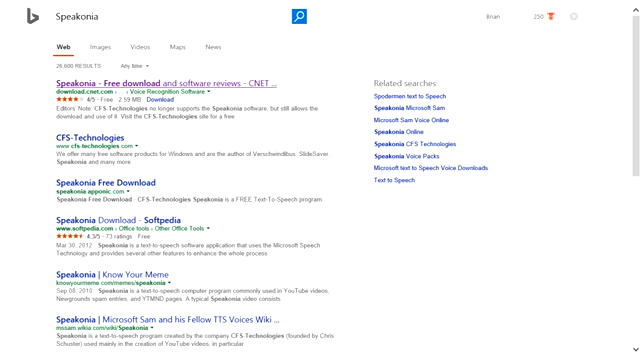 Speakonia
Brian
250
Web
Images
Videos
Maps
News
26,600 RESULTS
Any time
Speakonia - Free download and software reviews - CNET ...
download.cnet.com › › Voice Recognition Software
4/5 · Free · 2.59 MB · Download
Editors' Note: CFS-Technologies no longer supports the Speakonia software, but still allows the
download and use of it. Visit the CFS-Technologies site for a free
CFS-Technologies
www.cfs-technologies.com
We offer many free software products for Windows and are the author of Verschwindibus, SlideSaver,
Speakonia and many more
Speakonia Free Download
speakonia.apponic.com
Speakonia Free Download - CFS-Technologies Speakonia is a FREE Text-To-Speech program.
Speakonia Download - Softpedia
www.softpedia.com › Office tools › Other Office Tools
4.3/5 · 73 ratings · Free
Mar 30, 2012 · Speakonia is a text-to-speech software application that uses the Microsoft Speech
Technology and provides several other features to enhance the whole process
Speakonia | Know Your Meme
knowyourmeme.com/memes/speakonia
Sep 08, 2010 · Speakonia is a text-to-speech computer program commonly used in YouTube videos,
Newgrounds spam entries, and YTMND pages. A typical Speakonia video consists
Speakonia | Microsoft Sam and his Fellow TTS Voices Wiki ...
mssam.wikia.com/wiki/Speakonia
Speakonia is a text-to-speech program created by the company CFS-Technologies (founded by Chris
Schuster) used mainly in the creation of YouTube videos, in particular
Related searches
Spodermen text to Speech
Speakonia Microsoft Sam
Microsoft Sam Voice Online
Speakonia Online
Speakonia CFS Technologies
Speakonia Voice Packs
Microsoft text to Speech Voice Downloads
Text to Speech